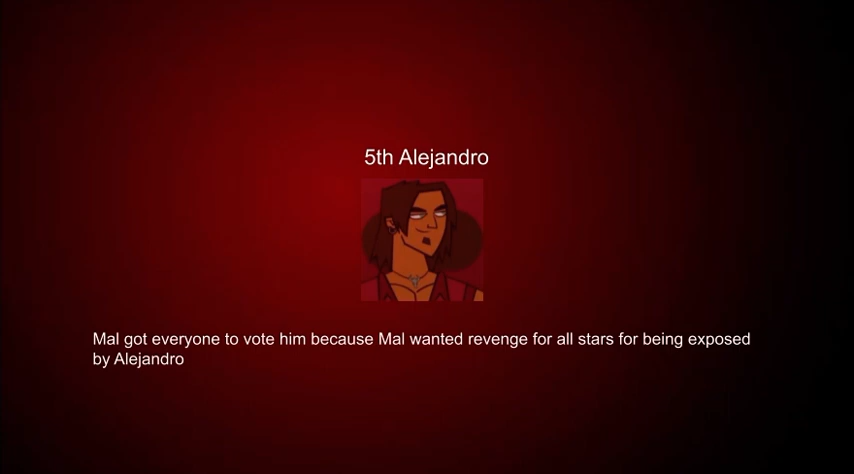 5th Alejandro
Mal got everyone to vote him because Mal wanted revenge for all stars for being exposed
by Alejandro